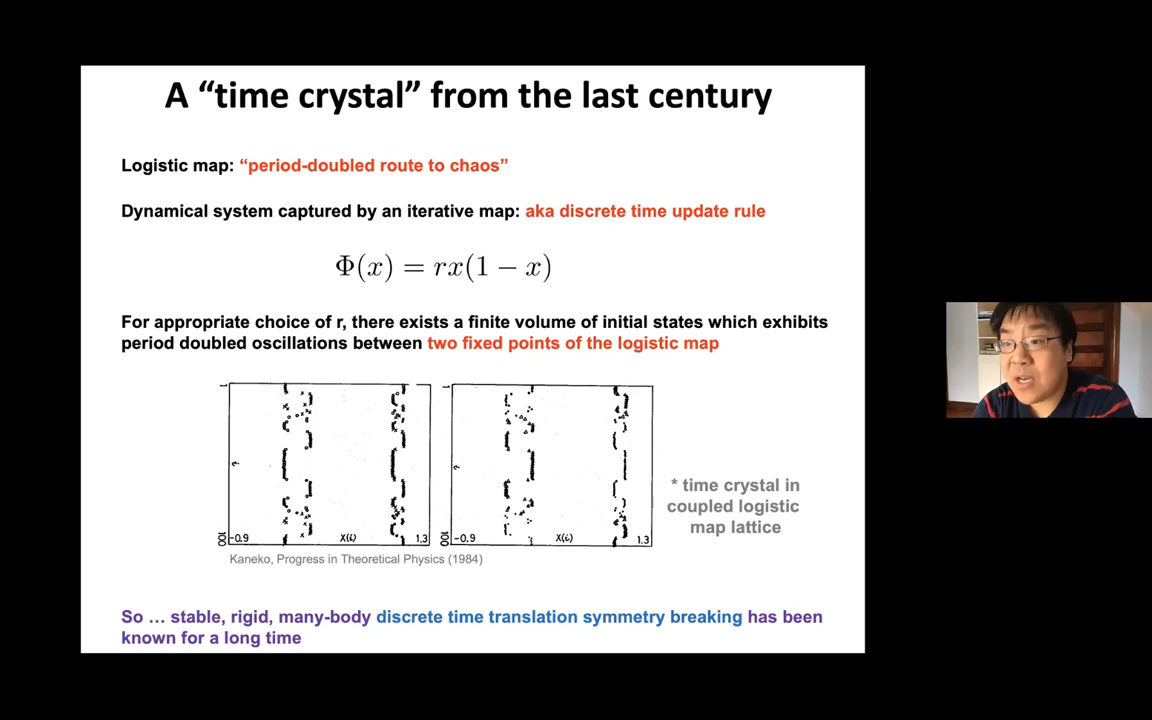 A “time crystal” from the last century
Logistic map: “period-doubled route to chaos”
Dynamical system captured by an iterative map: aka discrete time update rule
Φ(x) = rx(1 − x)
For appropriate choice of r, there exists a finite volume of initial states which exhibits
period doubled oscillations between two fixed points of the logistic map
1
100
-0.9
X(i)
1.3
1
100
-0.9
X(i)
1.3
* time crystal in
coupled logistic
map lattice
Kaneko, Progress in Theoretical Physics (1984)
So … stable, rigid, many-body discrete time translation symmetry breaking has been
known for a long time